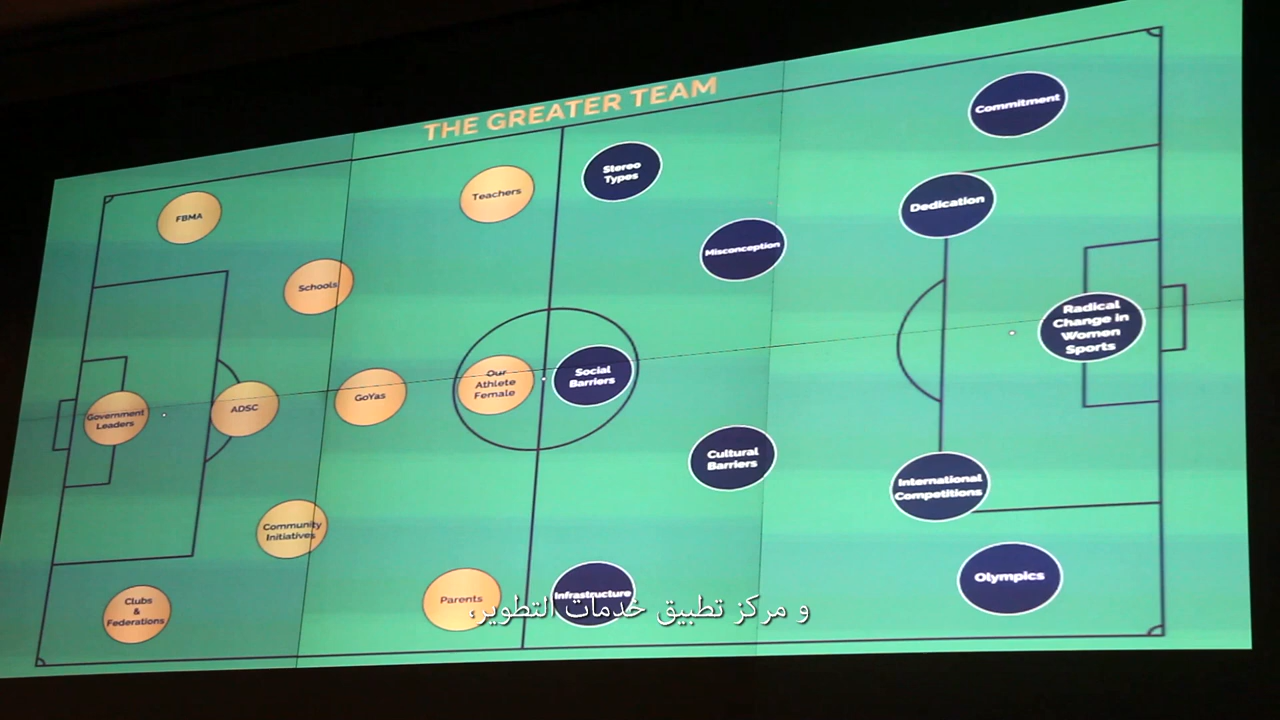 THE GREATER TEAM
FBMA
Schools
Government
Leaders
ADSC
GoYas
Community
Initiatives
Clubs
&
Federations
Teachers
Our
Athlete
Female
Parents
Stereo
Types
Misconception
Social
Barriers
Cultural
Barriers
Infrastructure
Commitment
Dedication
Radical
Change in
Women
Sports
International
Competitions
Olympics
و مركز تطبيق خدمات التطوير،